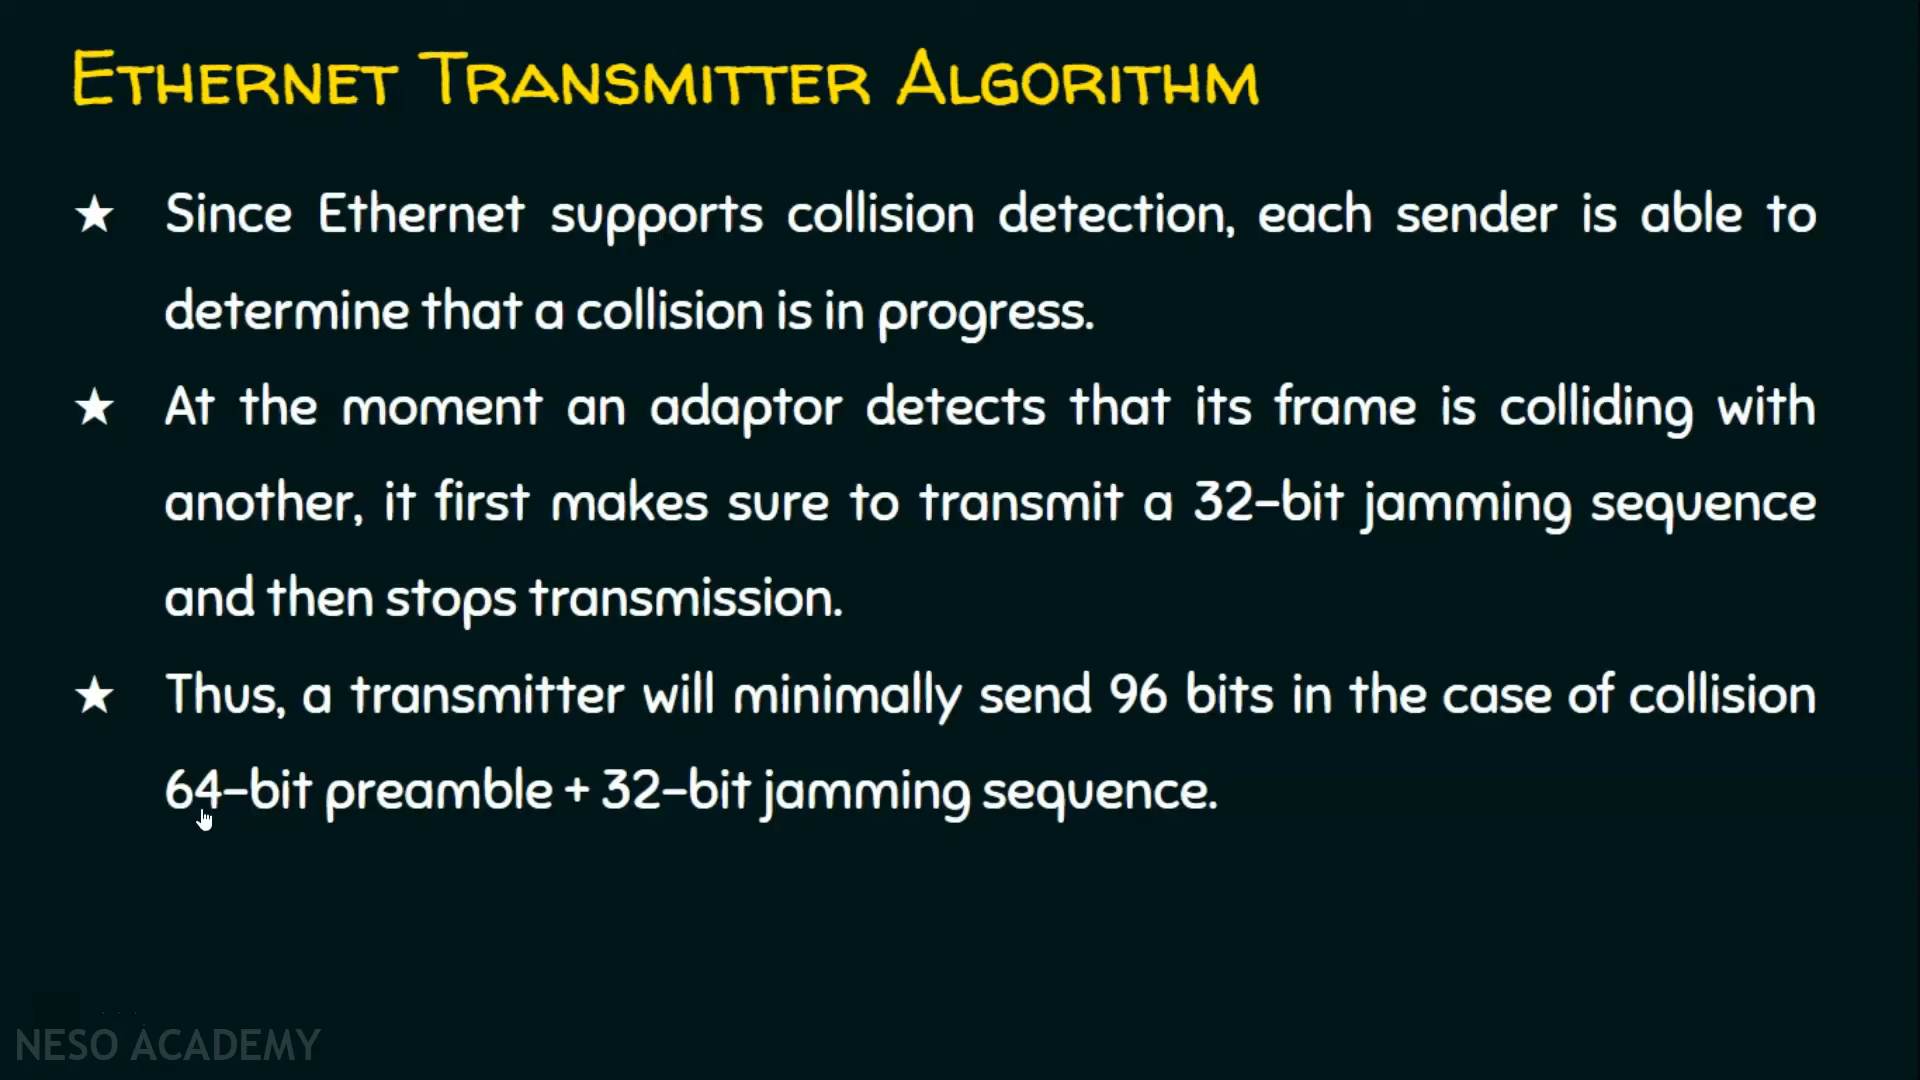 ETHERNET TRANSMITTER ALGORITHM
★ Since Ethernet supports collision detection, each sender is able to
determine that a collision is in progress.
★ At the moment an adaptor detects that its frame is colliding with
another, it first makes sure to transmit a 32-bit jamming sequence
and then stops transmission.
★ Thus, a transmitter will minimally send 96 bits in the case of collision
64-bit preamble + 32-bit jamming sequence.
NESO ACADEMY